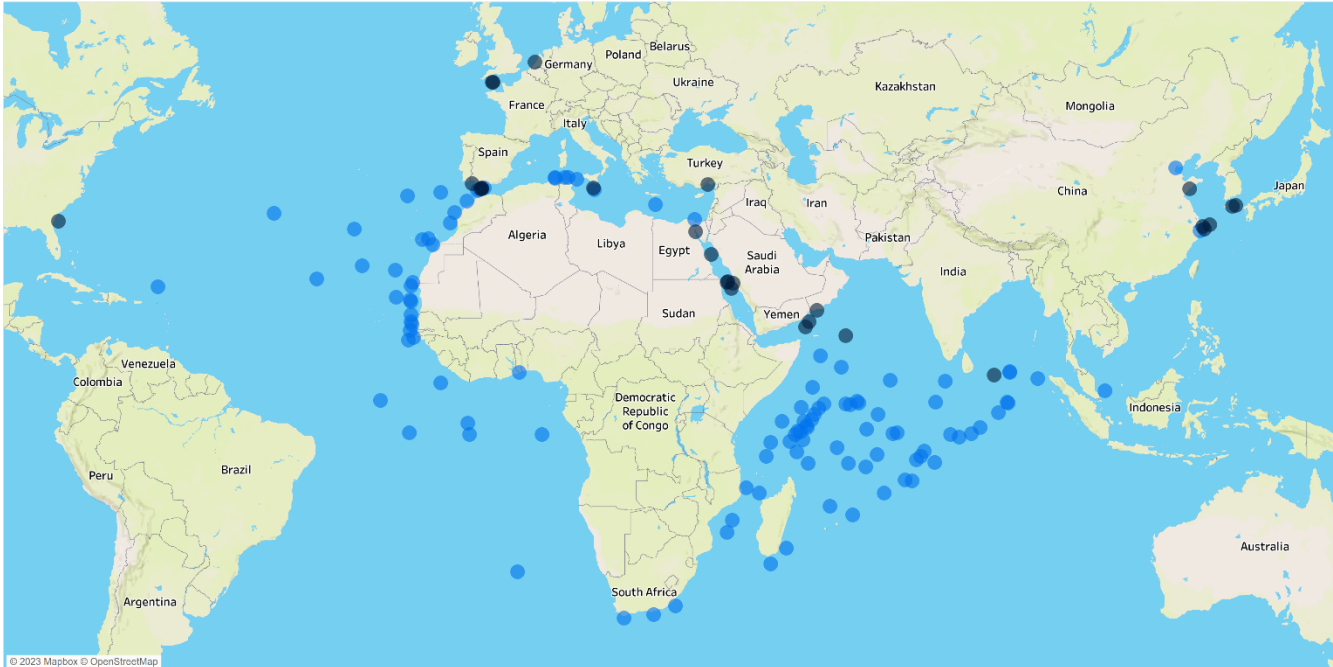 Belarus
Poland
Germany
Ukraine
Kazakhstan
Mongolia
France
Italy
Spain
Turkey
China
Japan
Iraq
Iran
Algeria
Libya
Egypt
Pakistan
Saudi
Arabia
India
Sudan
Yemen
Venezuela
Colombia
Democratic
Republic
of Congo
Indonesia
Peru
Brazil
Australia
South Africa
Argentina
© 2023 Mapbox © OpenStreetMap